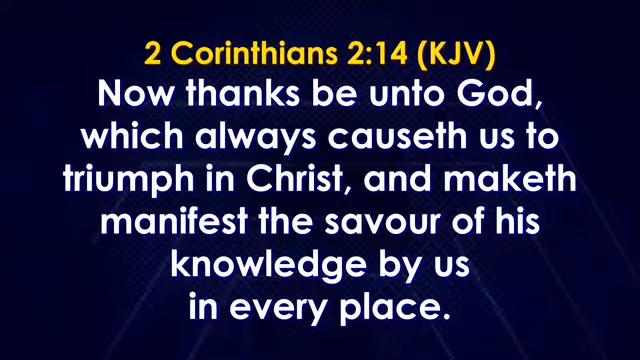 2 Corinthians 2:14 (KJV)
Now thanks be unto God,
which always causeth us to
triumph in Christ, and maketh
manifest the savour of his
knowledge by us
in every place.